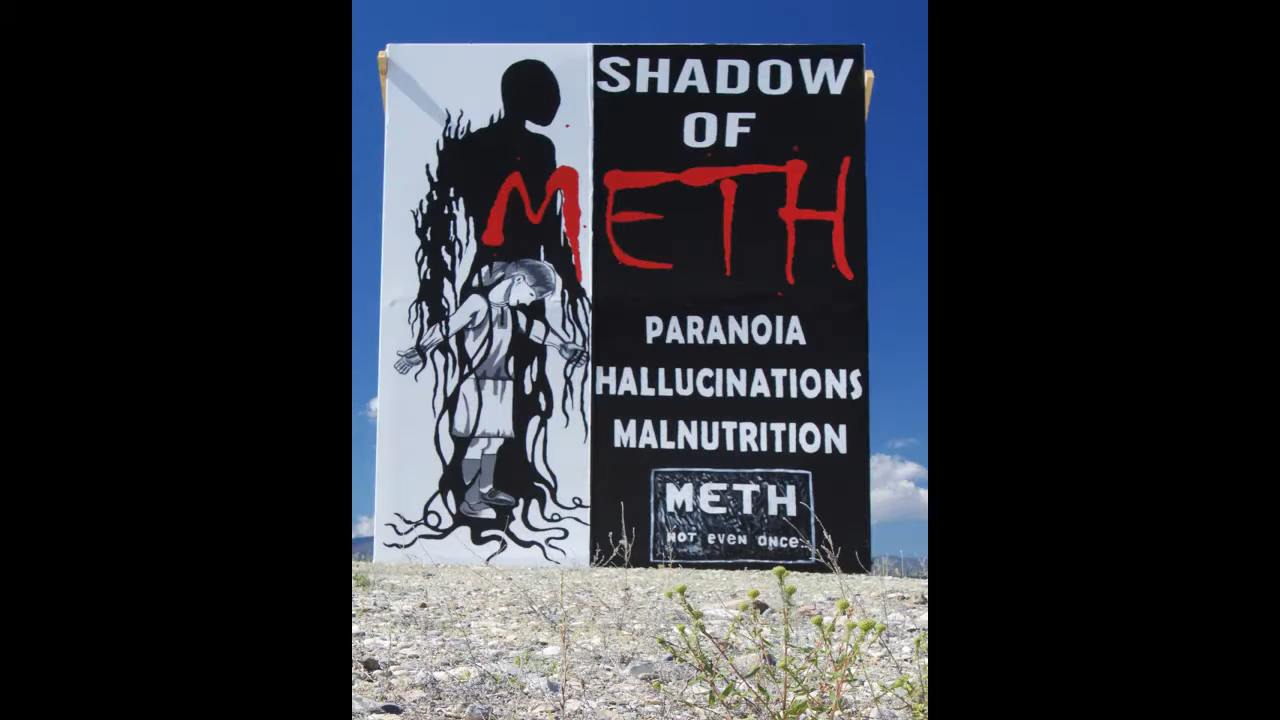 SHADOW
OF
METH
PARANOIA
HALLUCINATIONS
MALNUTRITION
METH
NOT EVEN ONCE.